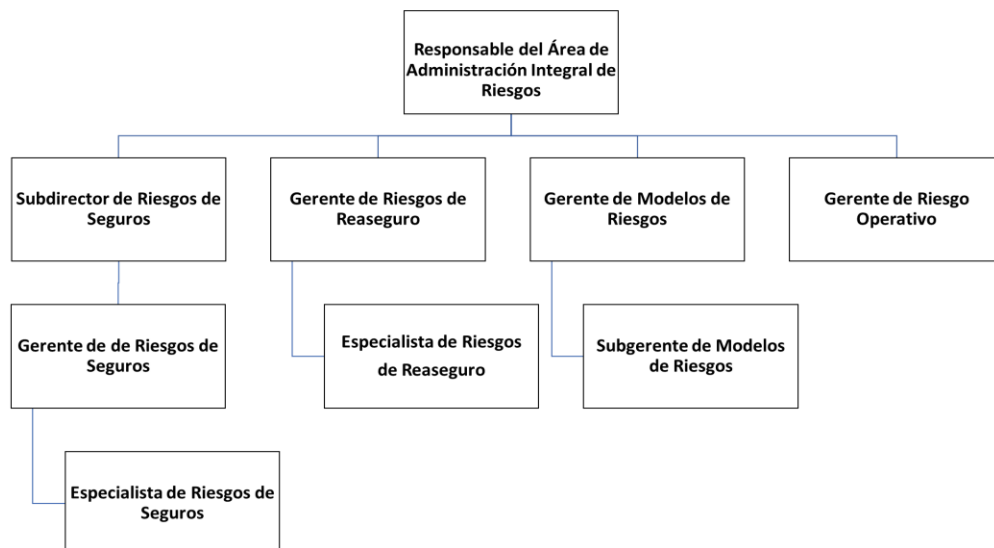 Responsable del Área de
Administración Integral de
Riesgos
Subdirector de Riesgos de
Seguros
Gerente de Riesgos de
Reaseguro
Gerente de Modelos de
Riesgos
Gerente de Riesgo
Operativo
Gerente de de Riesgos de
Seguros
Especialista de Riesgos
de Reaseguro
Subgerente de Modelos
de Riesgos
Especialista de Riesgos de
Seguros